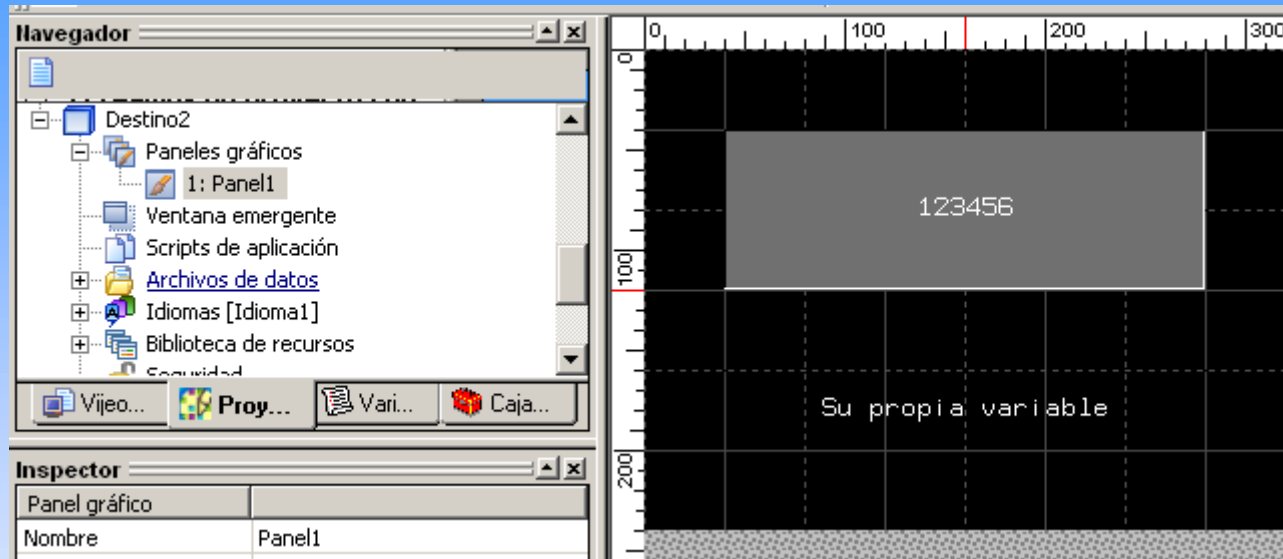 Navegador
Destino2
Paneles gráficos
1: Panel1
Ventana emergente
Scripts de aplicación
Archivos de datos
Idiomas [Idioma1]
Biblioteca de recursos
Seguridad
Vijeo... Proy... Vari... Caja...
Inspector
Panel gráfico
Nombre Panel1
0 100 200 300
0
100
200
123456
Su propia variable